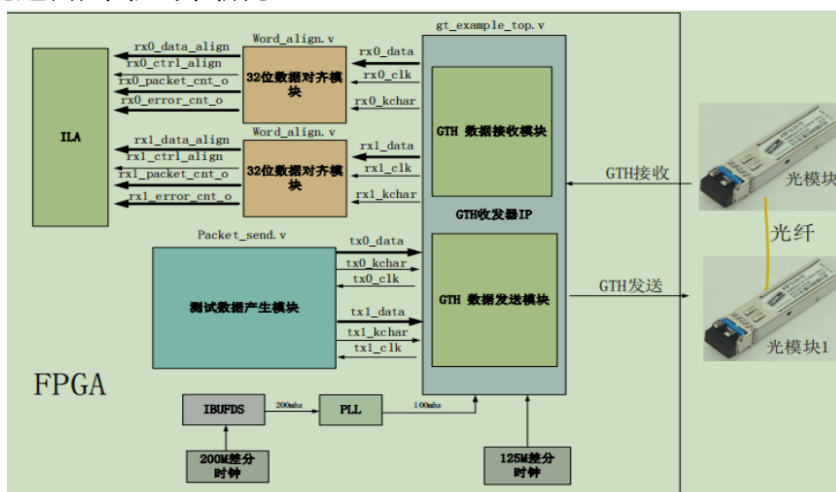 gt_example_top.v
Word_align.v
rx0_data_align
rx0_ctrl_align
rx0_packet_cnt_o
rx0_error_cnt_o
32位数据对齐模
块
rx0_data
rx0_clk
rx0_kchar
ILA
Word_align.v
rx1_data_align
rx1_ctrl_align
rx1_packet_cnt_o
rx1_error_cnt_o
32位数据对齐模
块
rx1_data
rx1_clk
rx1_kchar
GTH 数据接收模块
GTH收发器IP
GTH接收
光模块
光纤
Packet_send.v
测试数据产生模块
tx0_data
tx0_kchar
tx0_clk
tx1_data
tx1_kchar
tx1_clk
GTH 数据发送模块
GTH发送
光模块1
FPGA
IBUFDS
200mhz
PLL
100mhz
200M差分
时钟
125M差分
时钟